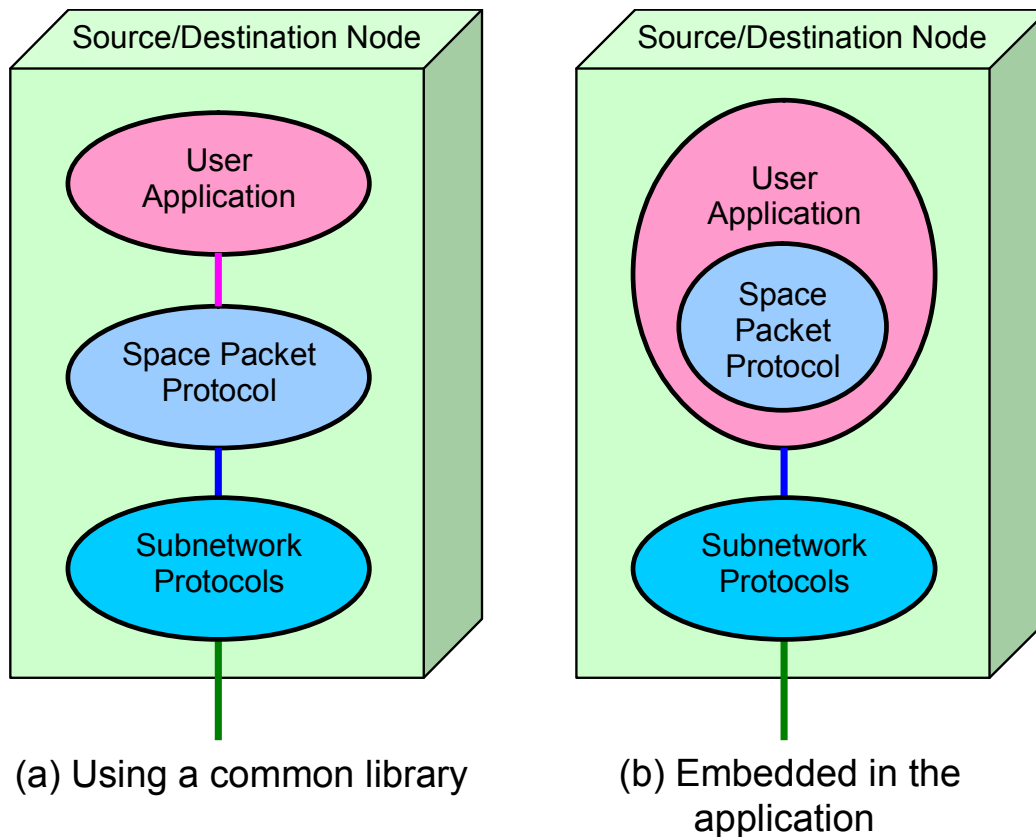 Source/Destination Node
User
Application
Space Packet
Protocol
Subnetwork
Protocols
(a) Using a common library
Source/Destination Node
User
Application
Space
Packet
Protocol
Subnetwork
Protocols
(b) Embedded in the
application